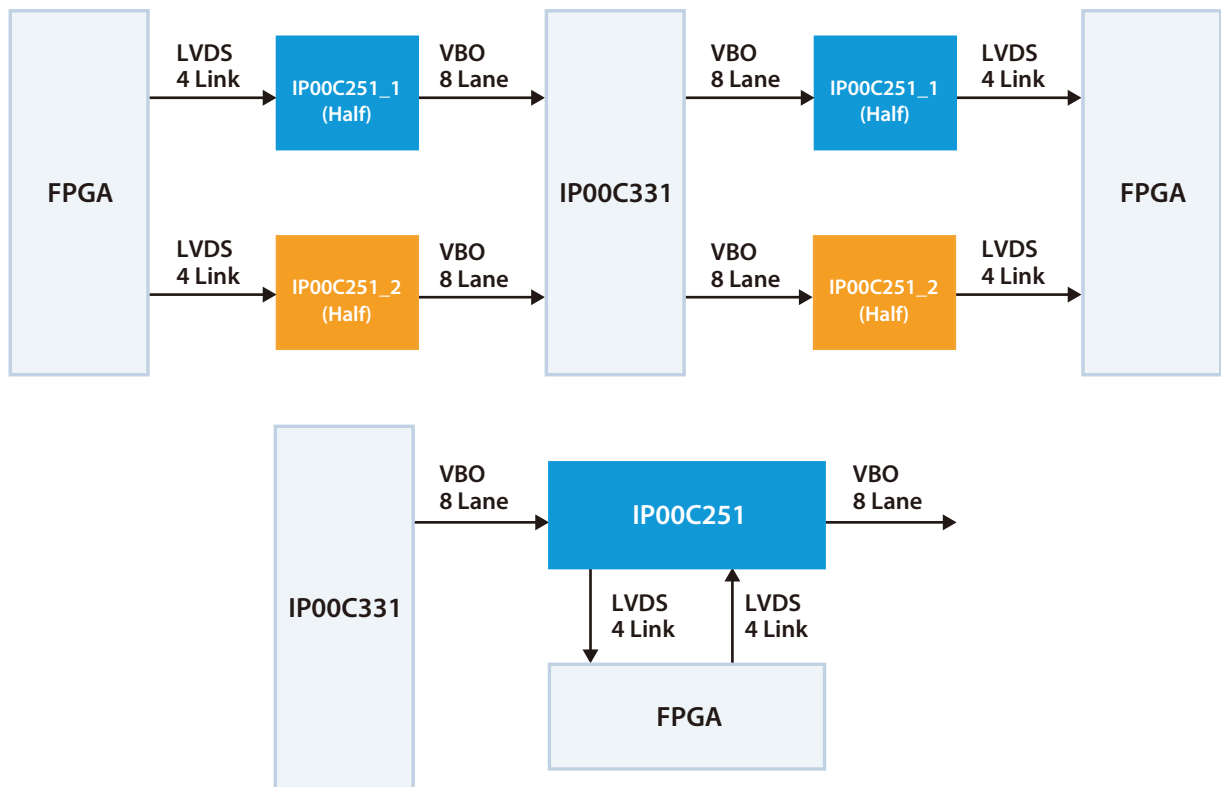 LVDS
4 Link
IP00C251_1
(Half)
VBO
8 Lane
VBO
8 Lane
IP00C251_1
(Half)
LVDS
4 Link
FPGA
IP00C331
FPGA
LVDS
4 Link
IP00C251_2
(Half)
VBO
8 Lane
VBO
8 Lane
IP00C251_2
(Half)
LVDS
4 Link
IP00C331
VBO
8 Lane
IP00C251
VBO
8 Lane
LVDS
4 Link
LVDS
4 Link
FPGA